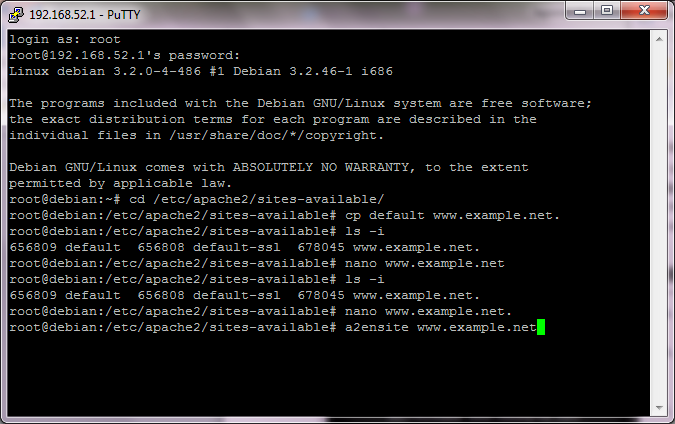 192.168.52.1 - PuTTY
login as: root
root@192.168.52.1's password:
Linux debian 3.2.0-4-486 #1 Debian 3.2.46-1 i686
The programs included with the Debian GNU/Linux system are free software;
the exact distribution terms for each program are described in the
individual files in /usr/share/doc/*/copyright.
Debian GNU/Linux comes with ABSOLUTELY NO WARRANTY, to the extent
permitted by applicable law.
root@debian:~# cd /etc/apache2/sites-available/
root@debian:/etc/apache2/sites-available# cp default www.example.net.
root@debian:/etc/apache2/sites-available# ls -i
656809 default  656808 default-ssl  678045 www.example.net.
root@debian:/etc/apache2/sites-available# nano www.example.net
root@debian:/etc/apache2/sites-available# ls -i
656809 default  656808 default-ssl  678045 www.example.net.
root@debian:/etc/apache2/sites-available# nano www.example.net.
root@debian:/etc/apache2/sites-available# a2ensite www.example.net